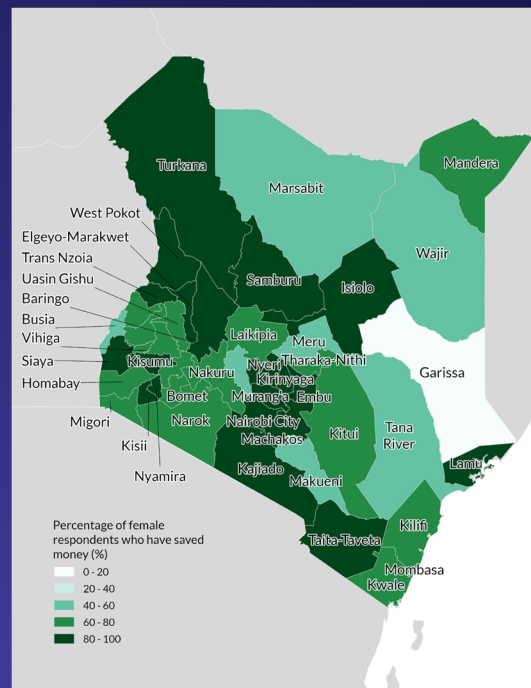 Turkana
Mandera
Marsabit
West Pokot
Elgeyo-Marakwet
Wajir
Trans Nzoia
Uasin Gishu
Samburu
Isiolo
Baringo
Busia
Laikipia
Vihiga
Meru
Siaya
Kisumu
Nyeri
Tharaka-Nithi
Garissa
Homabay
Nakuru
Kirinyaga
Bomet
Murang'a
Embu
Migori
Narok
Nairobi City
Kitui
Tana
River
Kisii
Machakos
Nyamira
Kajiado
Lamu
Makueni
Kilifi
Taita-Taveta
Mombasa
Kwale
Percentage of female
respondents who have saved
money (%)
0 - 20
20 - 40
40 - 60
60 - 80
80 - 100